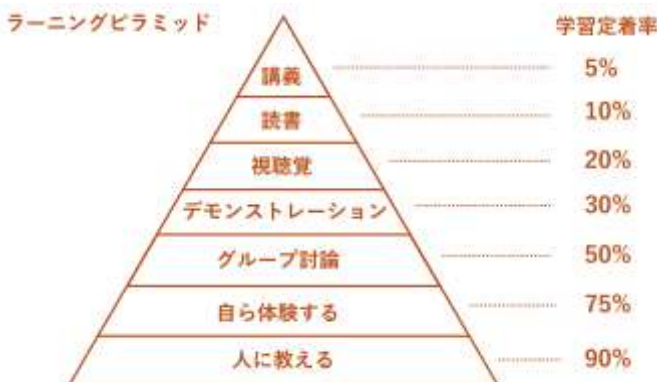 ラーニングピラミッド
学習定着率
講義 5%
読書 10%
視聴覚 20%
デモンストレーション 30%
グループ討論 50%
自ら体験する 75%
人に教える 90%